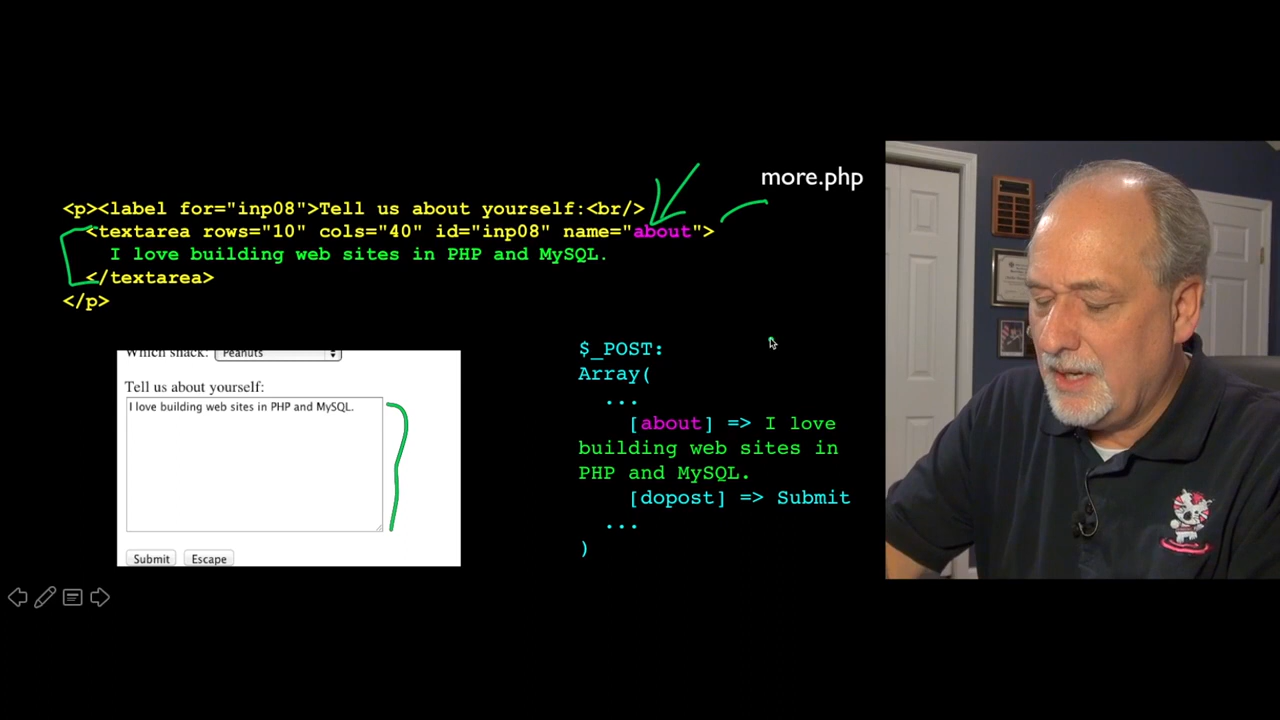 more.php
<p><label for="inp08">Tell us about yourself:<br/>
<textarea rows="10" cols="40" id="inp08" name="about">
I love building web sites in PHP and MySQL.
</textarea>
</p>
Which snack: Peanuts
Tell us about yourself:
I love building web sites in PHP and MySQL.
Submit Escape
$_POST:
Array(
...
[about] => I love
building web sites in
PHP and MySQL.
[dopost] => Submit
...
)